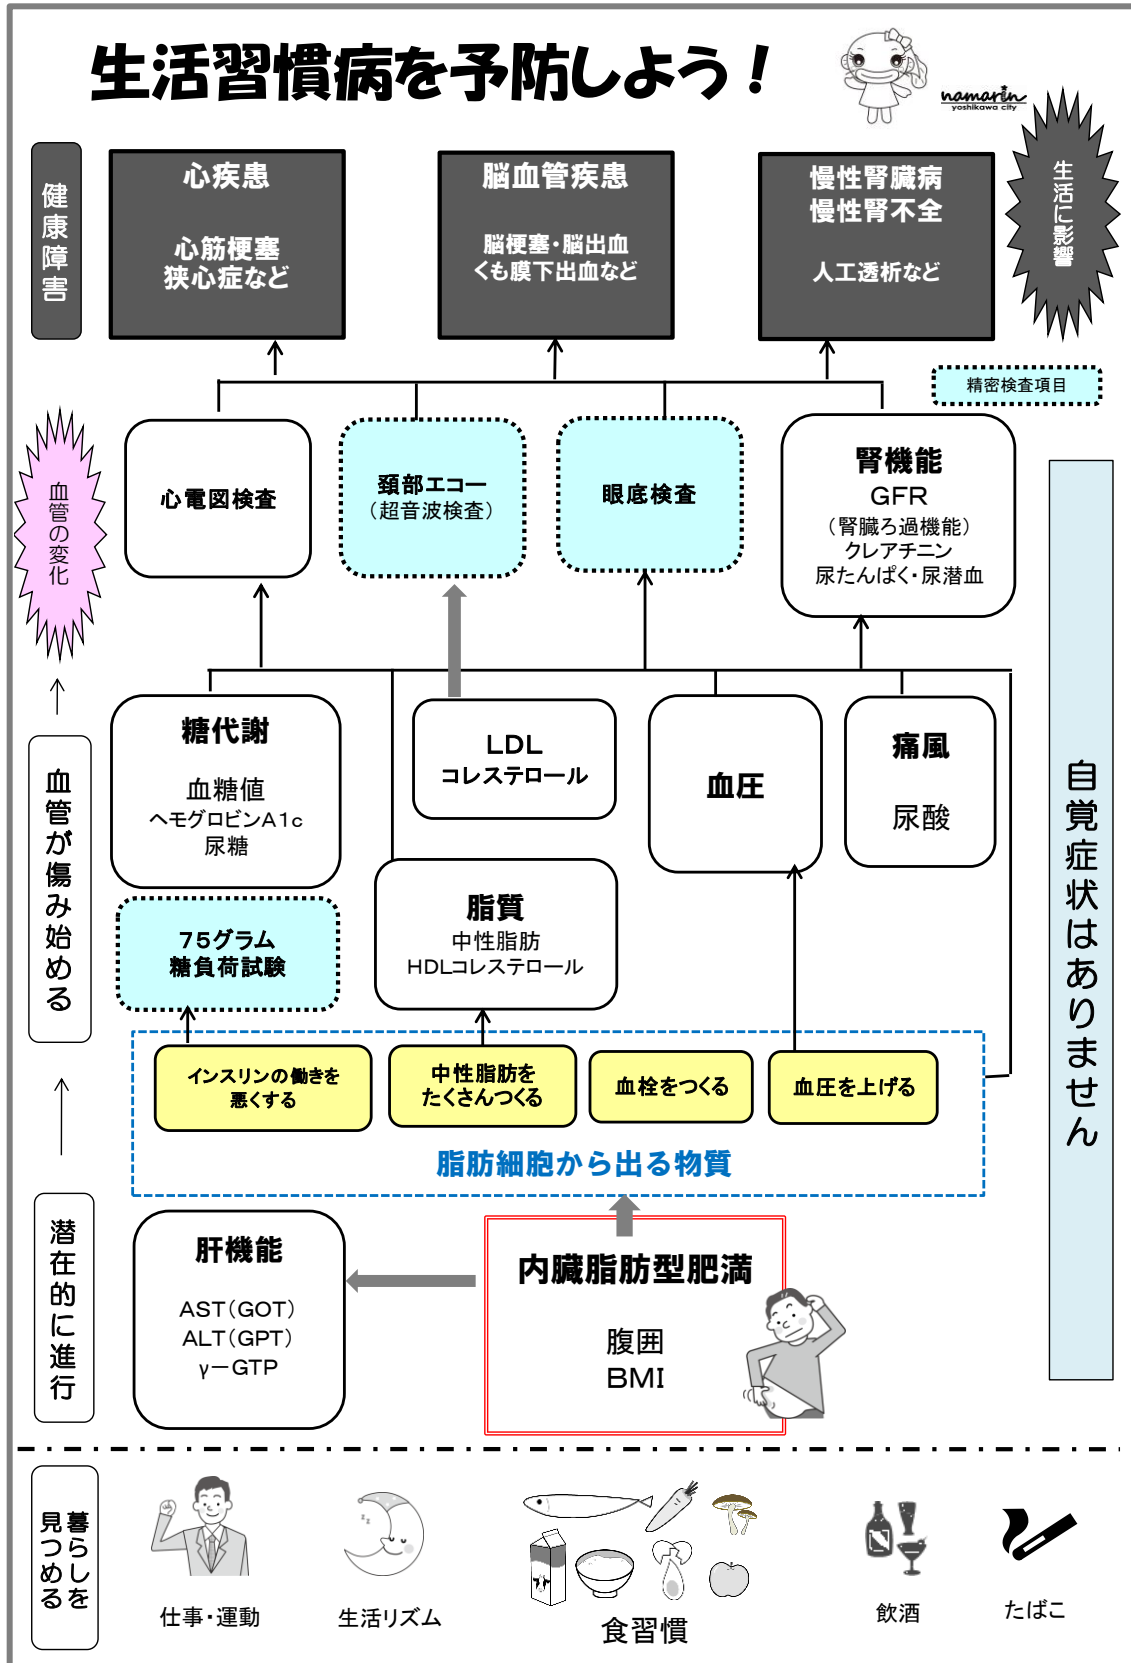 生活習慣病を予防しよう！
namarin
yoshikawa city
健康障害
心疾患
心筋梗塞
狭心症など
脳血管疾患
脳梗塞・脳出血
くも膜下出血など
慢性腎臓病
慢性腎不全
人工透析など
生活に影響
精密検査項目
血管の変化
心電図検査
頸部エコー
（超音波検査）
眼底検査
腎機能
GFR
（腎臓ろ過機能）
クレアチニン
尿たんぱく・尿潜血
自覚症状はありません
血管が傷み始める
糖代謝
血糖値
ヘモグロビンA1c
尿糖
LDL
コレステロール
血圧
痛風
尿酸
75グラム
糖負荷試験
脂質
中性脂肪
HDLコレステロール
インスリンの働きを
悪くする
中性脂肪を
たくさんつくる
血栓をつくる
血圧を上げる
脂肪細胞から出る物質
潜在的に進行
肝機能
AST（GOT）
ALT（GPT）
γーGTP
内臓脂肪型肥満
腹囲
BMI
暮らしを
見つめる
z z
仕事・運動
生活リズム
食習慣
飲酒
たばこ